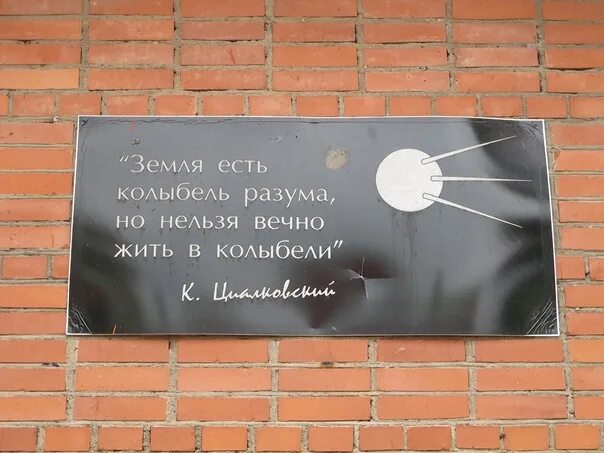 “Земля есть
колыбель разума,
но нельзя вечно
жить в колыбели”
К. Циалковский